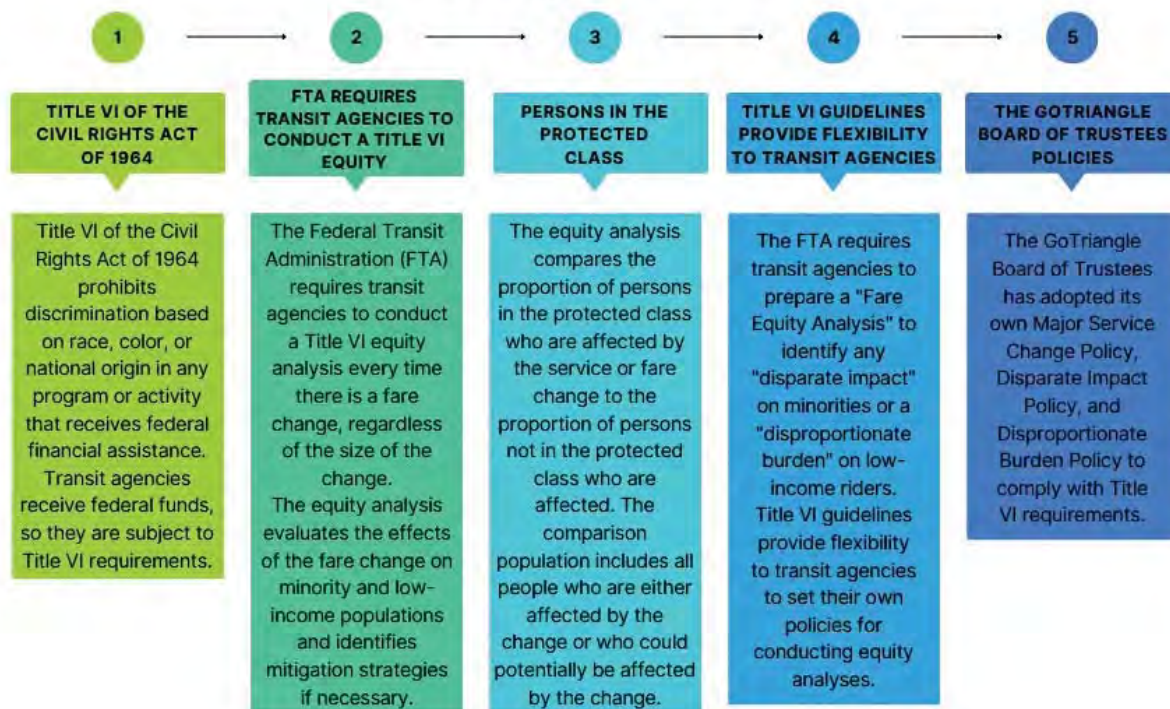 1
2
3
4
5
TITLE VI OF THE
CIVIL RIGHTS ACT
OF 1964
FTA REQUIRES
TRANSIT AGENCIES TO
CONDUCT A TITLE VI
EQUITY
PERSONS IN THE
PROTECTED
CLASS
TITLE VI GUIDELINES
PROVIDE FLEXIBILITY
TO TRANSIT AGENCIES
THE GOTRIANGLE
BOARD OF TRUSTEES
POLICIES
Title VI of the Civil
Rights Act of 1964
prohibits
discrimination based
on race, color, or
national origin in any
program or activity
that receives federal
financial assistance.
Transit agencies
receive federal funds,
so they are subject to
Title VI requirements.
The Federal Transit
Administration (FTA)
requires transit
agencies to conduct
a Title VI equity
analysis every time
there is a fare
change, regardless
of the size of the
change.
The equity analysis
evaluates the effects
of the fare change on
minority and low-
income populations
and identifies
mitigation strategies
if necessary.
The equity analysis
compares the
proportion of persons
in the protected class
who are affected by
the service or fare
change to the
proportion of persons
not in the protected
class who are
affected. The
comparison
population includes all
people who are either
affected by the
change or who could
potentially be affected
by the change.
The FTA requires
transit agencies to
prepare a "Fare
Equity Analysis" to
identify any
"disparate impact"
on minorities or a
"disproportionate
burden" on low-
income riders.
Title VI guidelines
provide flexibility
to transit agencies
to set their own
policies for
conducting equity
analyses.
The GoTriangle
Board of Trustees
has adopted its
own Major Service
Change Policy,
Disparate Impact
Policy, and
Disproportionate
Burden Policy to
comply with Title
VI requirements.